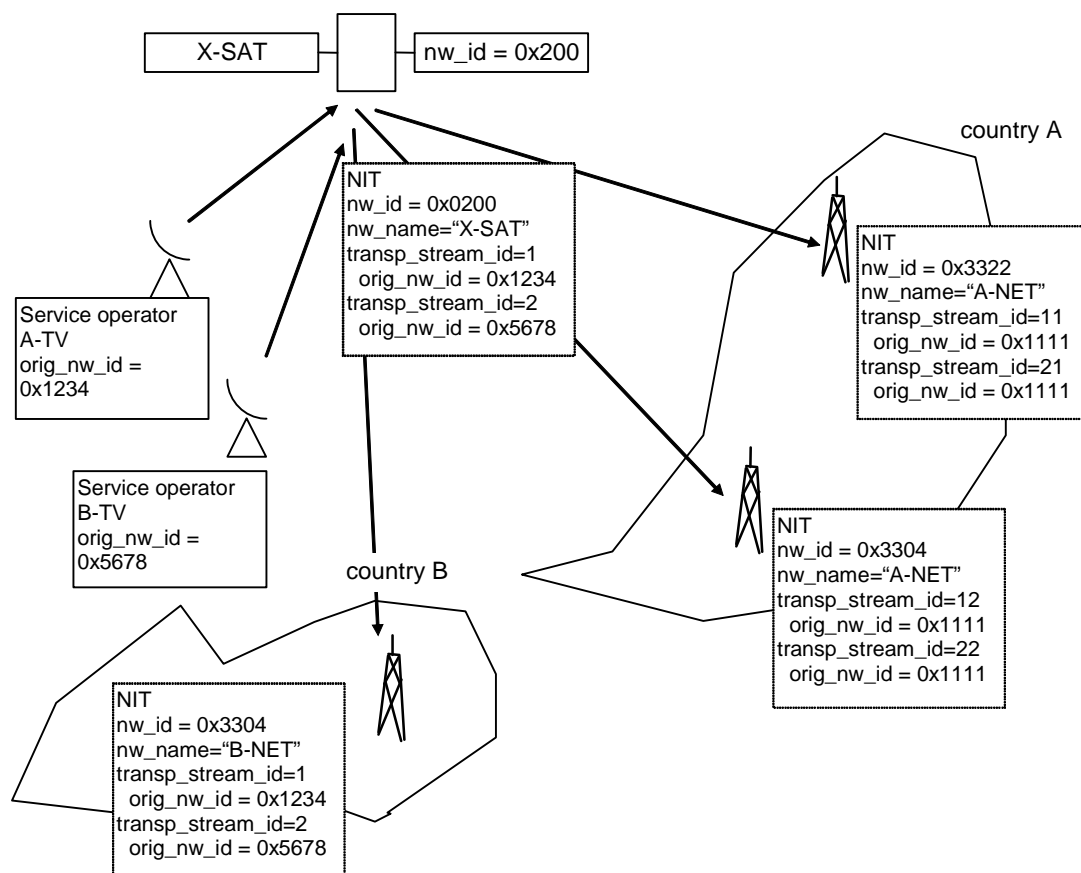 X-SAT
nw_id = 0x200
country A
NIT
nw_id = 0x0200
nw_name=“X-SAT”
transp_stream_id=1
orig_nw_id = 0x1234
transp_stream_id=2
orig_nw_id = 0x5678
NIT
nw_id = 0x3322
nw_name=“A-NET”
transp_stream_id=11
orig_nw_id = 0x1111
transp_stream_id=21
orig_nw_id = 0x1111
Service operator
A-TV
orig_nw_id =
0x1234
Service operator
B-TV
orig_nw_id =
0x5678
NIT
nw_id = 0x3304
nw_name=“A-NET”
transp_stream_id=12
orig_nw_id = 0x1111
transp_stream_id=22
orig_nw_id = 0x1111
country B
NIT
nw_id = 0x3304
nw_name=“B-NET”
transp_stream_id=1
orig_nw_id = 0x1234
transp_stream_id=2
orig_nw_id = 0x5678